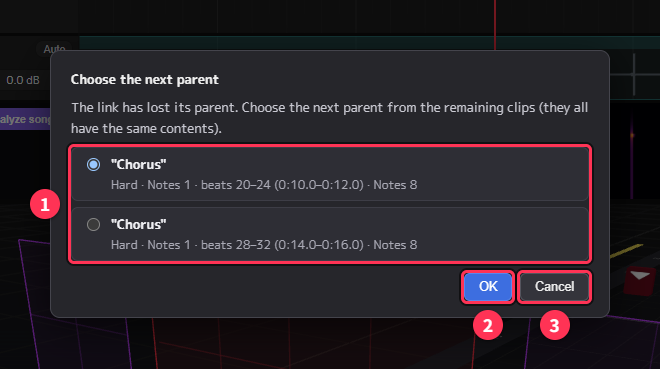 Auto
0.0 dB
alyze song
Choose the next parent
The link has lost its parent. Choose the next parent from the remaining clips (they all
have the same contents).
"Chorus"
Hard · Notes 1 · beats 20–24 (0:10.0–0:12.0) · Notes 8
1
"Chorus"
Hard · Notes 1 · beats 28–32 (0:14.0–0:16.0) · Notes 8
OK
Cancel
2
3